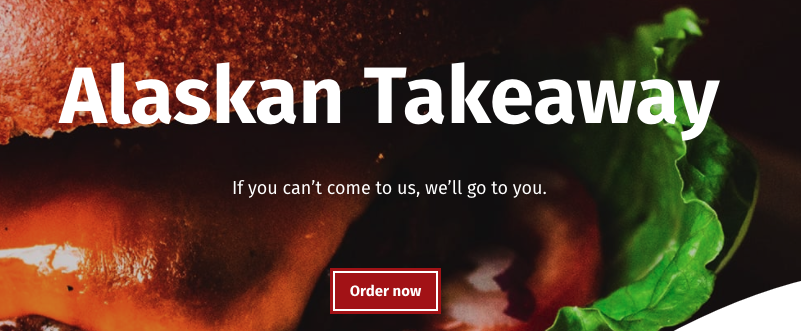 Alaskan Takeaway
If you can’t come to us, we’ll go to you.
Order now